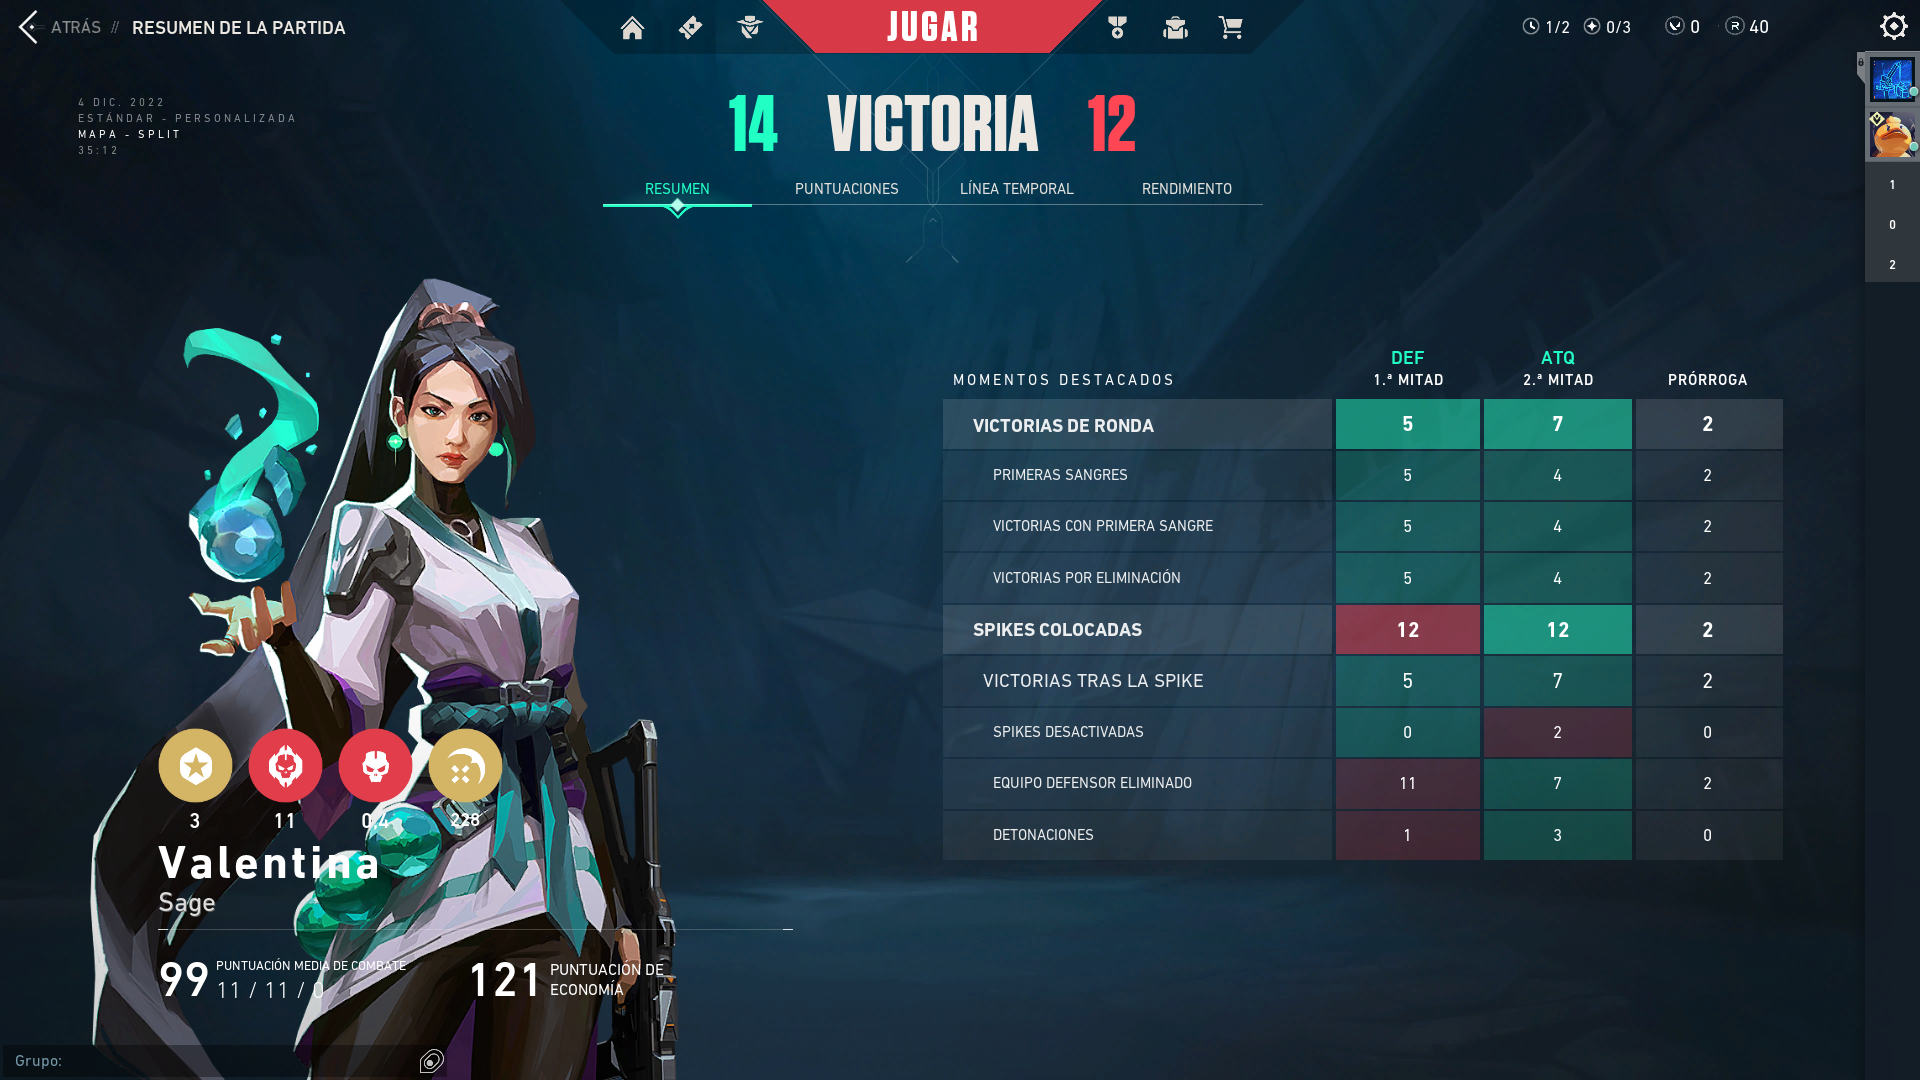 ATRÁS // RESUMEN DE LA PARTIDA
JUGAR
1/2 0/3 0 40
4 DIC. 2022
ESTÁNDAR - PERSONALIZADA
MAPA - SPLIT
35:12
14 VICTORIA 12
RESUMEN PUNTUACIONES LÍNEA TEMPORAL RENDIMIENTO
1
0
2
DEF ATQ
MOMENTOS DESTACADOS 1.ª MITAD 2.ª MITAD PRÓRROGA
VICTORIAS DE RONDA 5 7 2
PRIMERAS SANGRES 5 4 2
VICTORIAS CON PRIMERA SANGRE 5 4 2
VICTORIAS POR ELIMINACIÓN 5 4 2
SPIKES COLOCADAS 12 12 2
VICTORIAS TRAS LA SPIKE 5 7 2
SPIKES DESACTIVADAS 0 2 0
EQUIPO DEFENSOR ELIMINADO 11 7 2
DETONACIONES 1 3 0
3 11 0,4 228
Valentina
Sage
99 PUNTUACIÓN MEDIA DE COMBATE
11 / 11 / 0
121 PUNTUACIÓN DE
ECONOMÍA
Grupo: